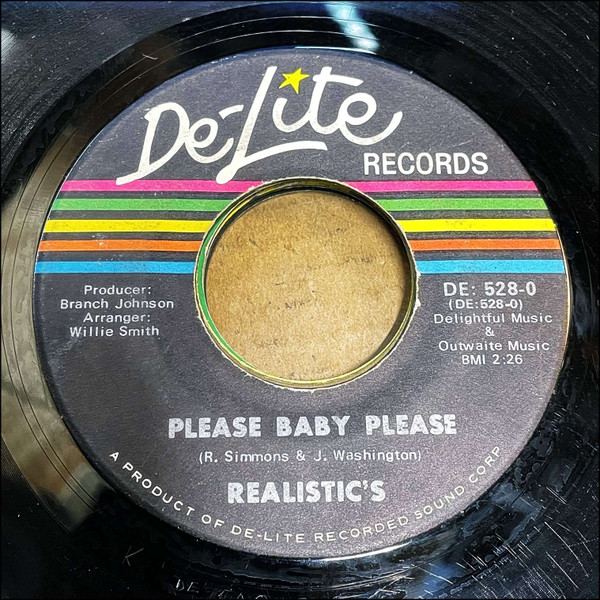 De-Lite
RECORDS
Producer:
Branch Johnson
Arranger:
Willie Smith
DE: 528-0
(DE:528-0)
Delightful Music
&
Outwaite Music
BMI 2:26
PLEASE BABY PLEASE
(R. Simmons & J. Washington)
REALISTIC'S
A PRODUCT OF DE-LITE RECORDED SOUND CORP